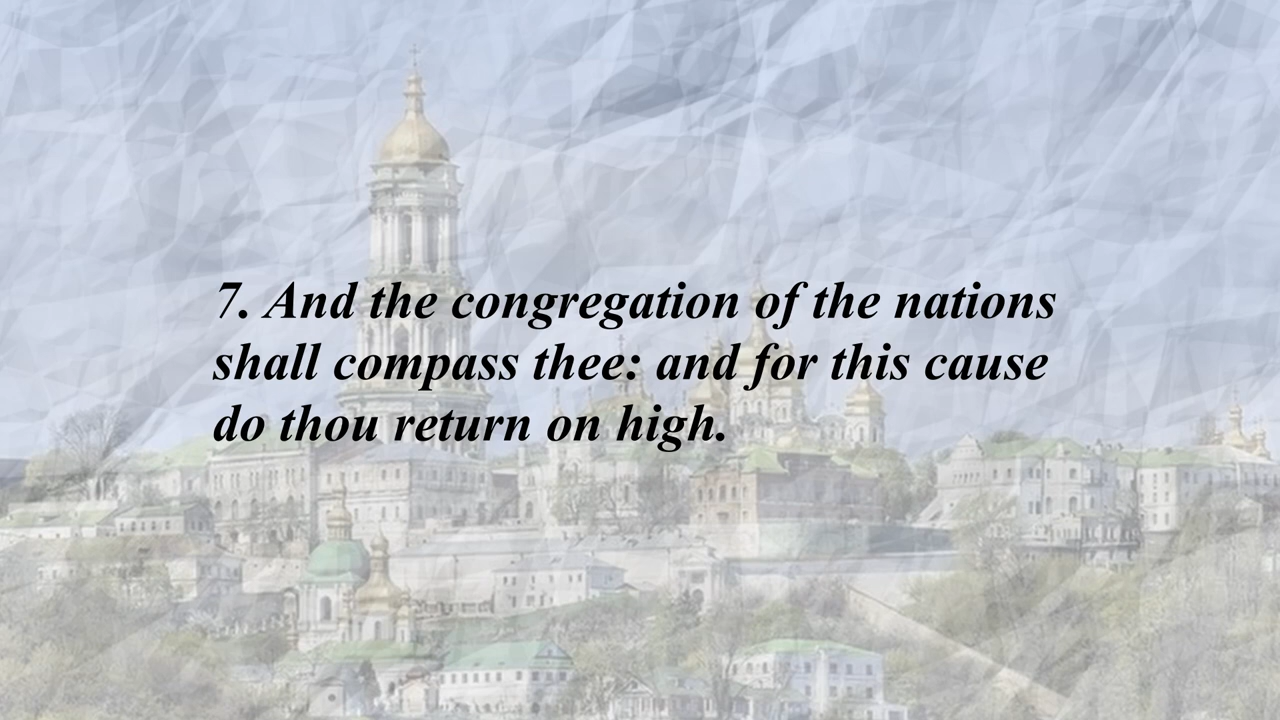 7. And the congregation of the nations
shall compass thee: and for this cause
do thou return on high.